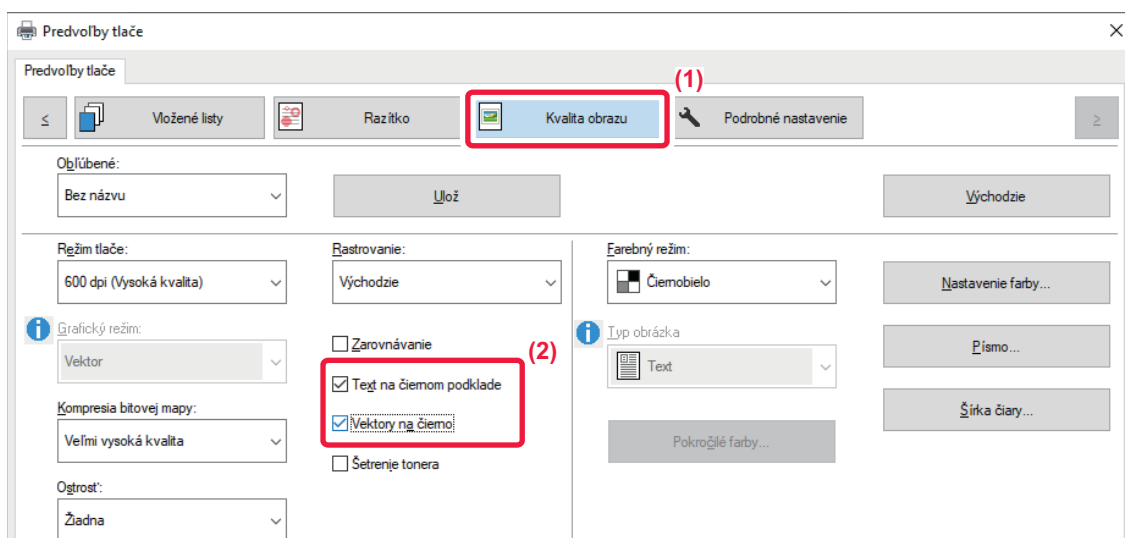 Predvoľby tlače
Predvoľby tlače
(1)
< Vložené listy Razítko Kvalita obrazu Podrobné nastavenie >
Obľúbené:
Bez názvu Ulož Východzie
Režim tlače: Rastrovanie: Farebný režim:
600 dpi (Vysoká kvalita) Východzie Čiernobielo Nastavenie farby...
Grafický režim: Zarovnávanie (2) Typ obrázka
Vektor Text Písmo...
Text na čiernom podklade
Kompresia bitovej mapy: Vektory na čierno Šírka čiary...
Veľmi vysoká kvalita Pokročilé farby...
Šetrenie tonera
Ostrosť:
Žiadna